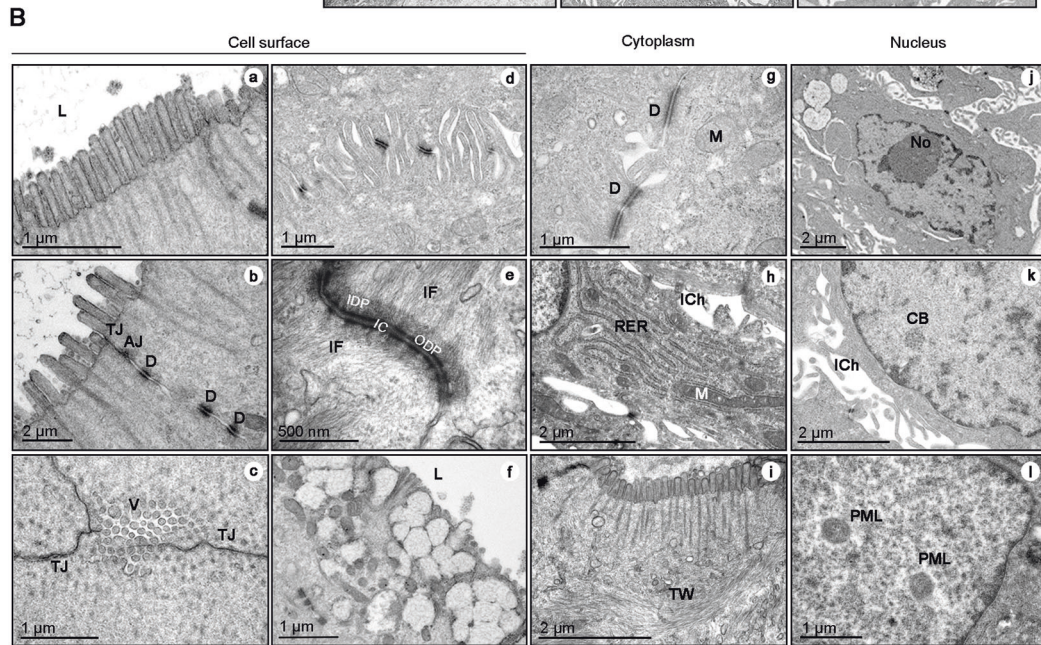 B
Cell surface
Cytoplasm
Nucleus
a
L
1 µm
d
1 µm
g
D
M
D
1 µm
j
No
2 µm
b
TJ
AJ
D
D
D
2 µm
e
IDP
IF
IC
ODP
IF
500 nm
h
ICh
RER
M
2 µm
k
CB
ICh
2 µm
c
V
TJ
TJ
1 µm
f
L
1 µm
i
TW
2 µm
l
PML
PML
1 µm